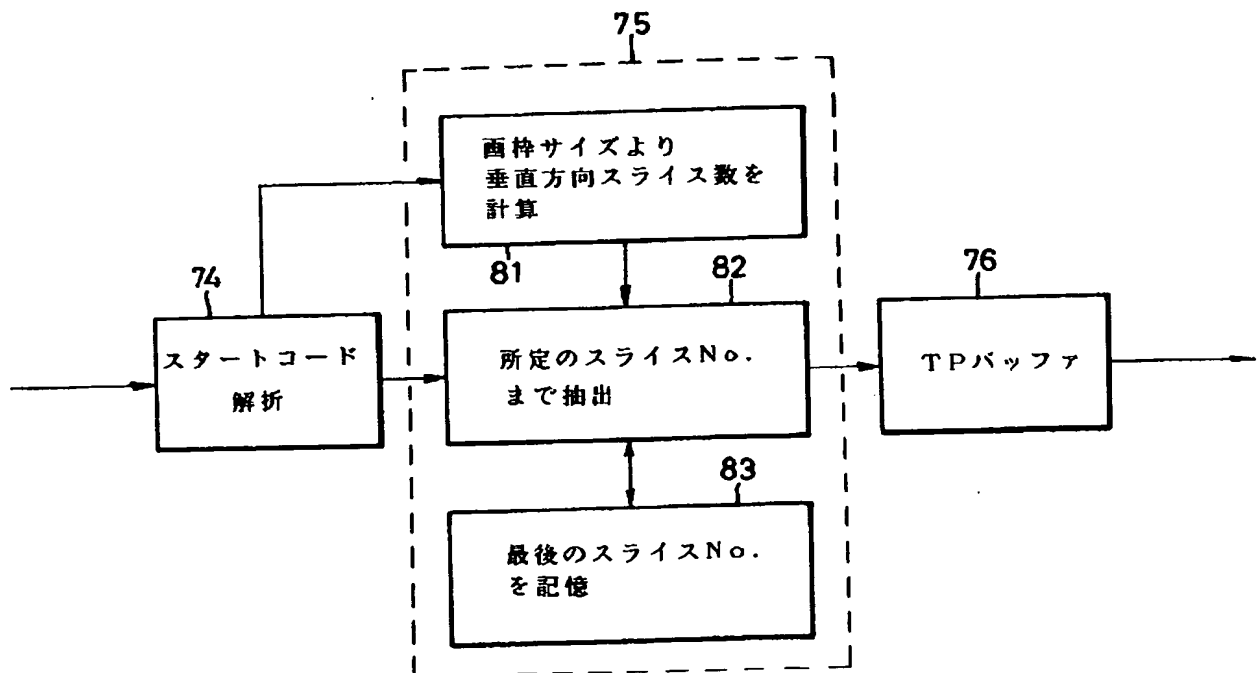 75
画枠サイズより
垂直方向スライス数を
計算
81
82
74
76
スタートコード
解折
所定のスライスNo.
まで抽出
TPバッファ
83
最後のスライスNo.
を記憶